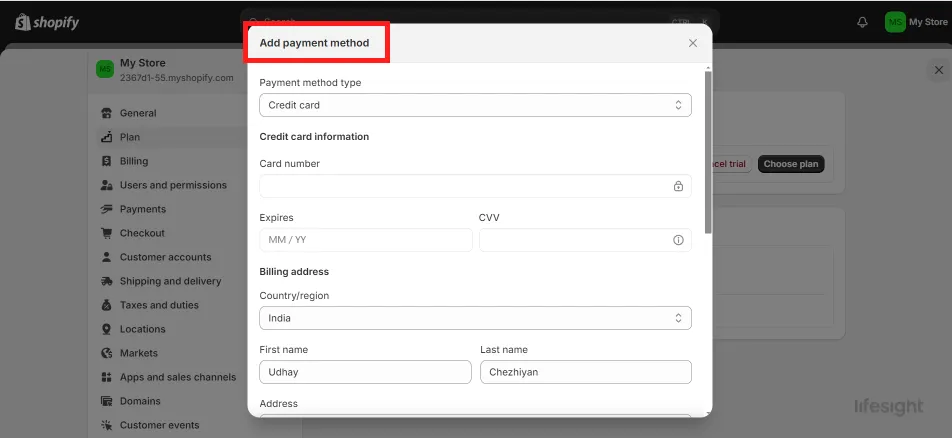 shopify
Search
CTRL K
MS My Store
Add payment method
MS My Store
2367d1-55.myshopify.com
General
Plan
Billing
Users and permissions
Payments
Checkout
Customer accounts
Shipping and delivery
Taxes and duties
Locations
Markets
Apps and sales channels
Domains
Customer events
Payment method type
Credit card
Credit card information
Card number
Expires
CVV
MM / YY
Billing address
Country/region
India
First name
Last name
Udhay
Chezhiyan
Address
cel trial
Choose plan
lifesight